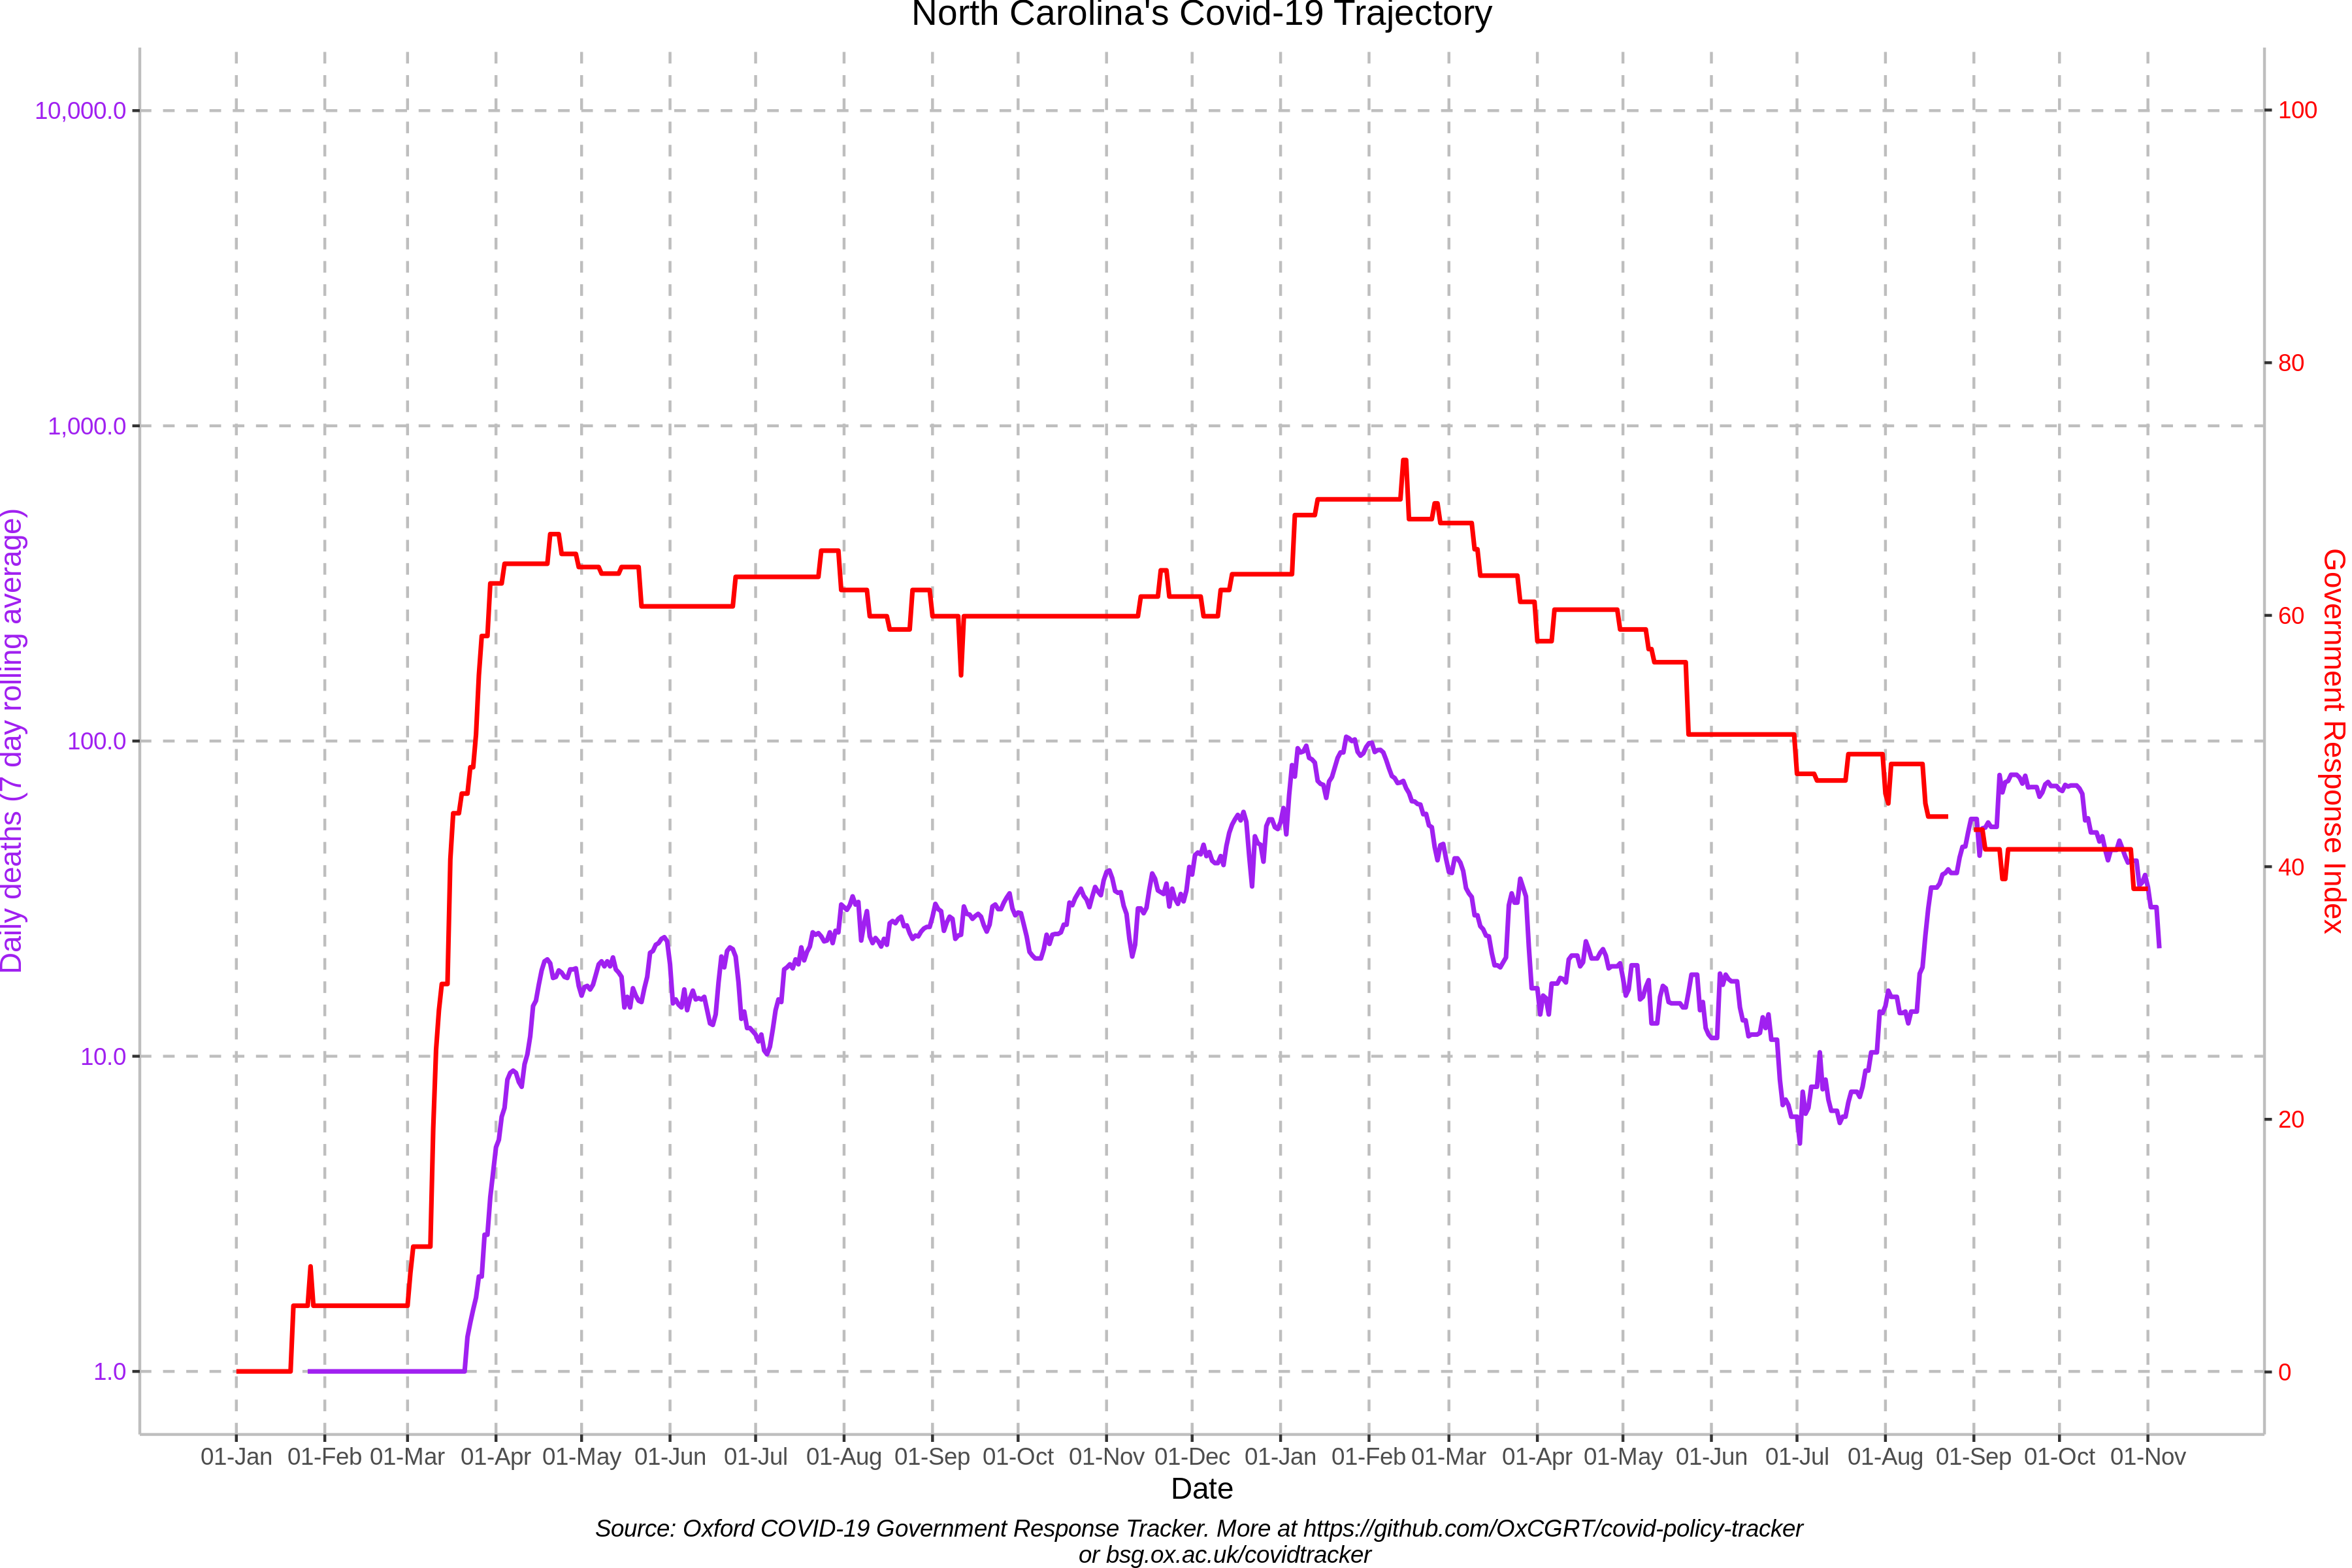 North Carolina's Covid-19 Trajectory
10,000.0
1,000.0
100.0
10.0
1.0
Daily deaths (7 day rolling average)
100
80
60
40
20
0
Government Response Index
01-Jan 01-Feb 01-Mar 01-Apr 01-May 01-Jun 01-Jul 01-Aug 01-Sep 01-Oct 01-Nov 01-Dec 01-Jan 01-Feb 01-Mar 01-Apr 01-May 01-Jun 01-Jul 01-Aug 01-Sep 01-Oct 01-Nov
Date
Source: Oxford COVID-19 Government Response Tracker. More at https://github.com/OxCGRT/covid-policy-tracker
or bsg.ox.ac.uk/covidtracker